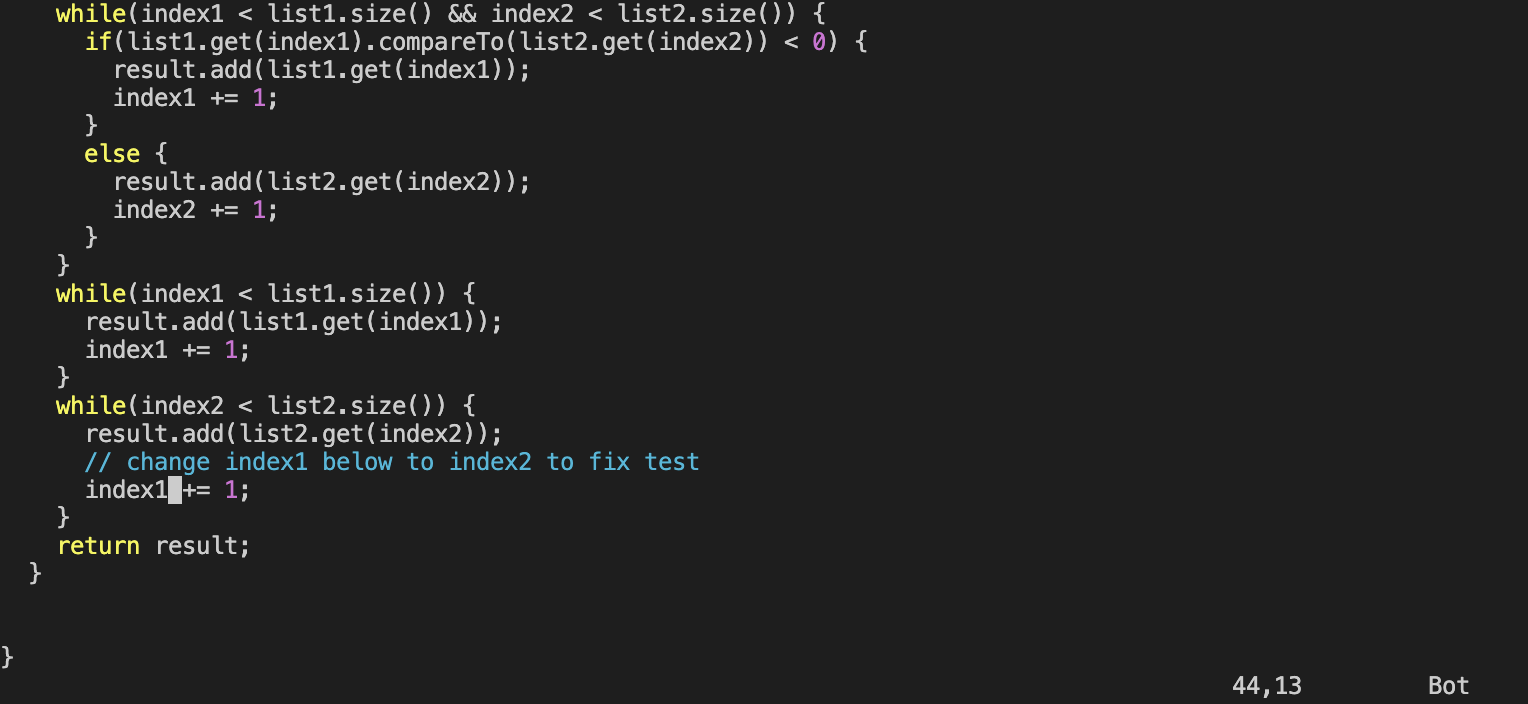 while(index1 < list1.size() && index2 < list2.size()) {
      if(list1.get(index1).compareTo(list2.get(index2)) < 0) {
        result.add(list1.get(index1));
        index1 += 1;
      }
      else {
        result.add(list2.get(index2));
        index2 += 1;
      }
    }
    while(index1 < list1.size()) {
      result.add(list1.get(index1));
      index1 += 1;
    }
    while(index2 < list2.size()) {
      result.add(list2.get(index2));
      // change index1 below to index2 to fix test
      index1 += 1;
    }
    return result;
  }
}
44,13 Bot